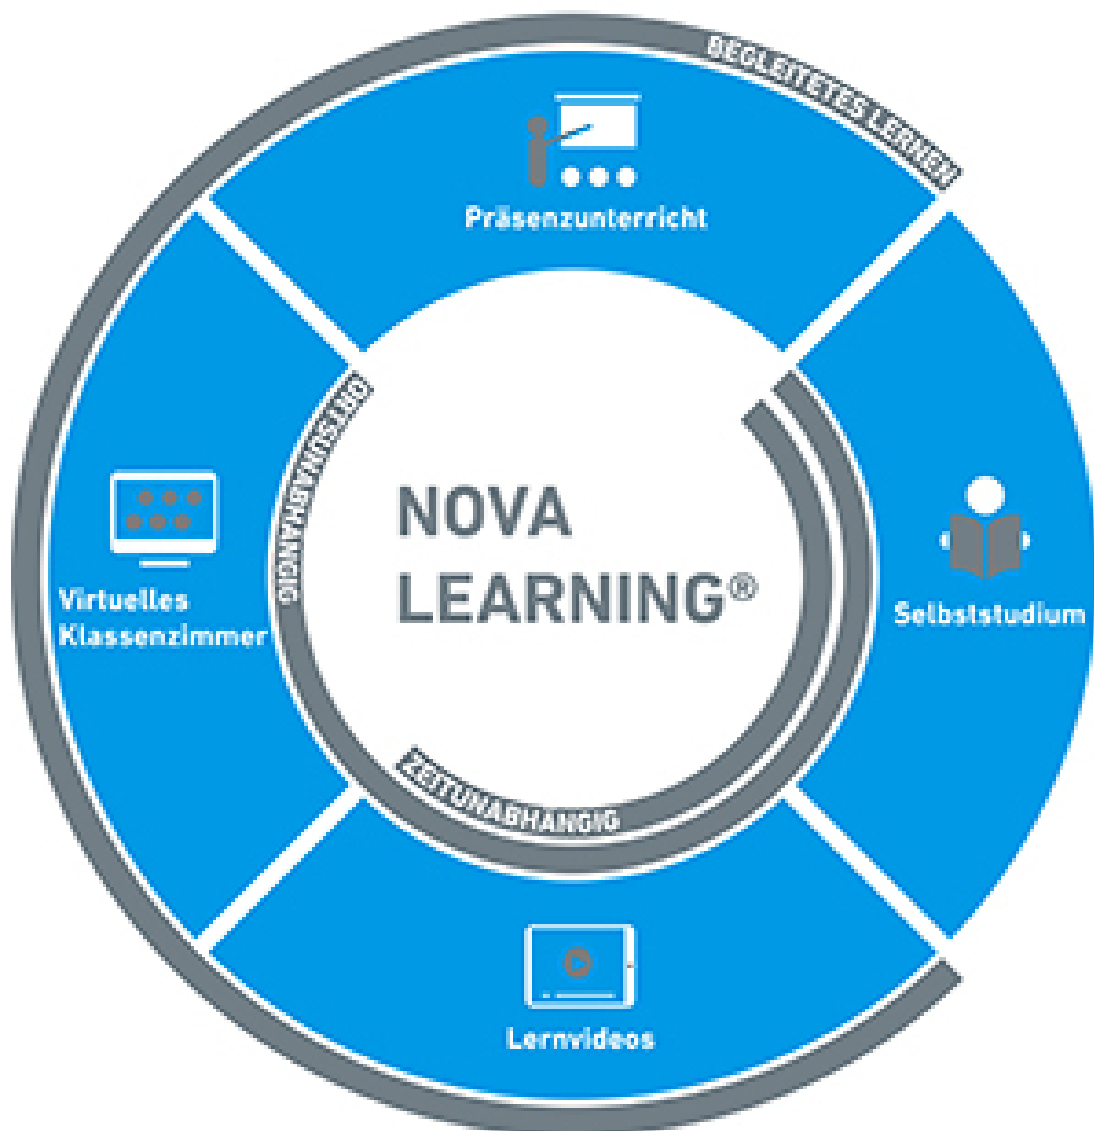 BEGLEITETES LERNEN
Präsenzunterricht
ORTSUNABHÄNGIG
NOVA
LEARNING®
Virtuelles
Klassenzimmer
Selbststudium
ZEITUNABHÄNGIG
Lernvideos